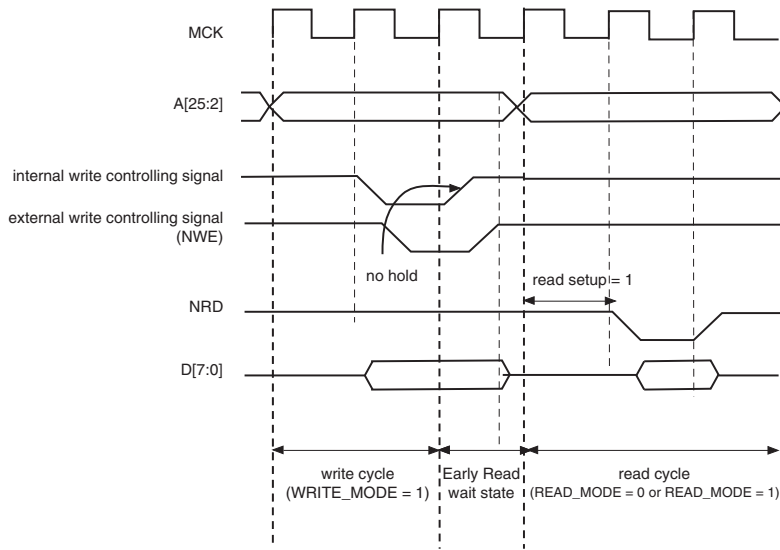 MCK
A[25:2]
internal write controlling signal
external write controlling signal
(NWE)
no hold
read setup = 1
NRD
D[7:0]
write cycle
(WRITE_MODE = 1)
Early Read
wait state
read cycle
(READ_MODE = 0 or READ_MODE = 1)